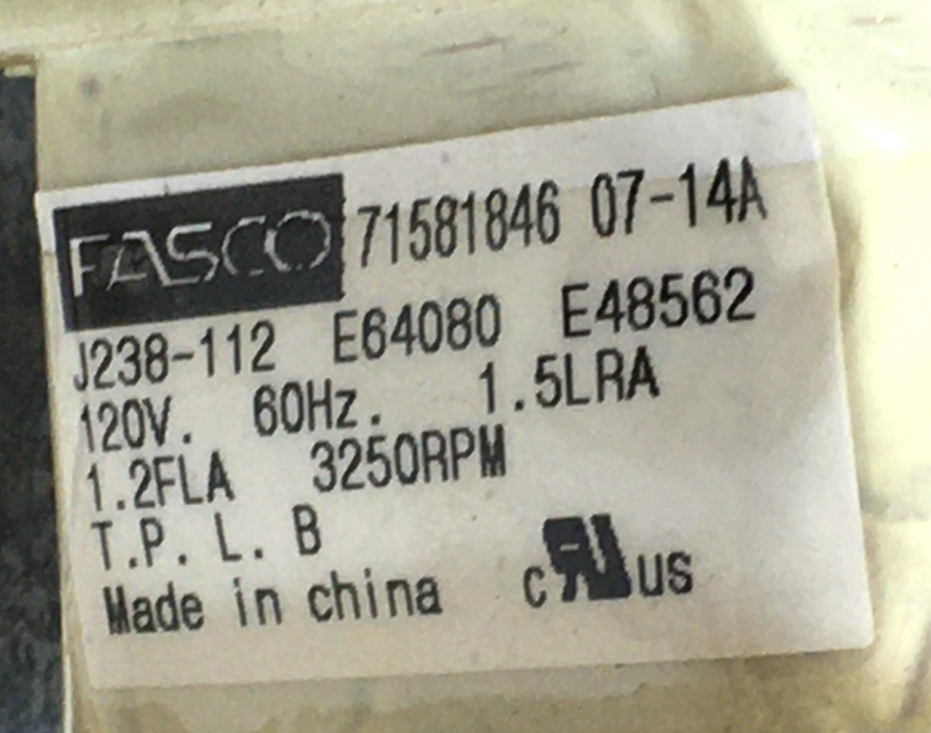 FASCO 71581846 07-14A
J238-112 E64080 E48562
120V. 60Hz. 1.5LRA
1.2FLA 3250RPM
T.P. L. B
Made in china c RU us